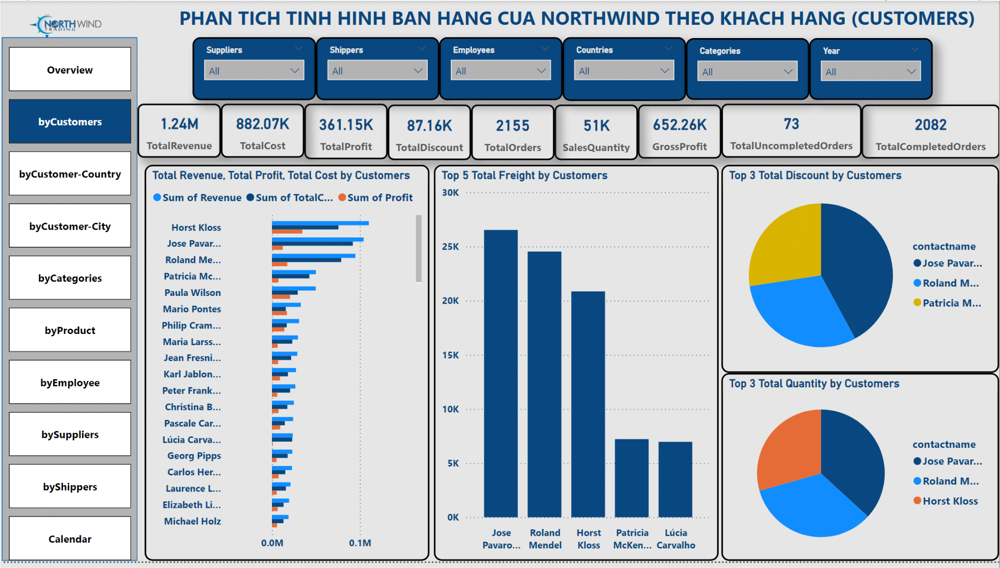 NORTHWIND
TRADING
PHAN TICH TINH HINH BAN HANG CUA NORTHWIND THEO KHACH HANG (CUSTOMERS)
Suppliers
All
Shippers
All
Employees
All
Countries
All
Categories
All
Year
All
Overview
byCustomers
byCustomer-Country
byCustomer-City
byCategories
byProduct
byEmployee
bySuppliers
byShippers
Calendar
1.24M
TotalRevenue
882.07K
TotalCost
361.15K
TotalProfit
87.16K
TotalDiscount
2155
TotalOrders
51K
SalesQuantity
652.26K
GrossProfit
73
TotalUncompletedOrders
2082
TotalCompletedOrders
Total Revenue, Total Profit, Total Cost by Customers
Sum of Revenue Sum of TotalC... Sum of Profit
Horst Kloss
Jose Pavar...
Roland Me...
Patricia Mc...
Paula Wilson
Mario Pontes
Philip Cram...
Maria Larss...
Jean Fresni...
Karl Jablon...
Peter Frank...
Christina B...
Pascale Car...
Lúcia Carva...
Georg Pipps
Carlos Her...
Laurence L...
Elizabeth Li...
Michael Holz
0.0M 0.1M
Top 5 Total Freight by Customers
30K
25K
20K
15K
10K
5K
0K
Jose Pavaro...
Roland Mendel
Horst Kloss
Patricia McKen...
Lúcia Carvalho
Top 3 Total Discount by Customers
contactname
Jose Pavar...
Roland M...
Patricia M...
Top 3 Total Quantity by Customers
contactname
Jose Pavar...
Roland M...
Horst Kloss